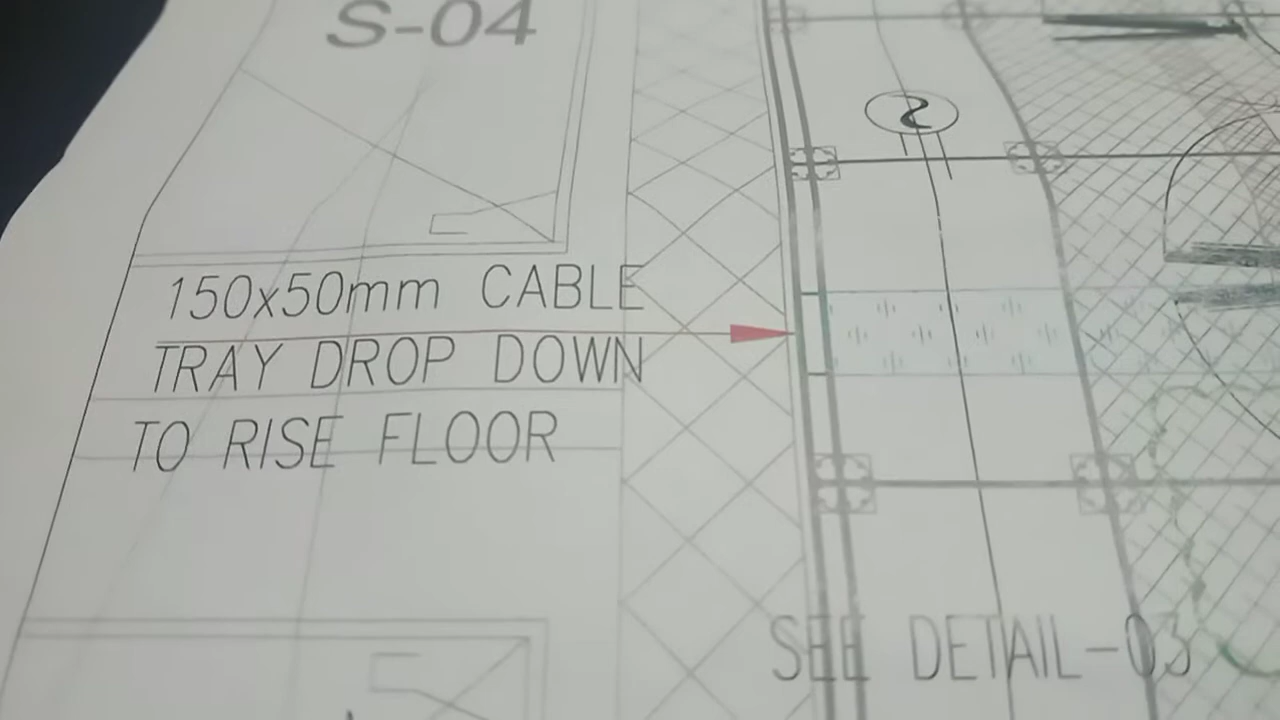 S-04
150x50mm CABLE
TRAY DROP DOWN
TO RISE FLOOR
2
SEE DETAIL-03